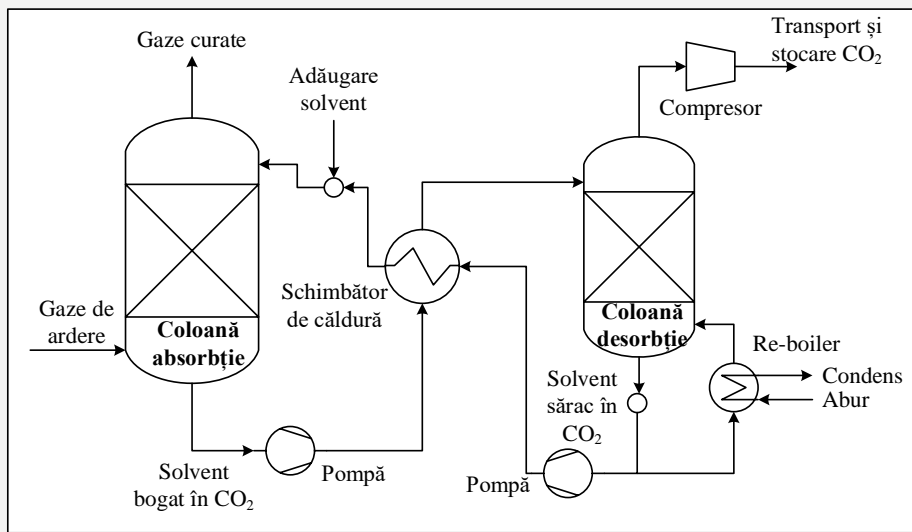 Gaze curate
Adăugare
solvent
Transport și
stocare CO₂
Compresor
Schimbător
de căldură
Gaze de
ardere
Coloană
absorbție
Coloană
desorbție
Re-boiler
Condens
Abur
Solvent
sărac în
CO₂
Solvent
bogat în CO₂
Pompă
Pompă